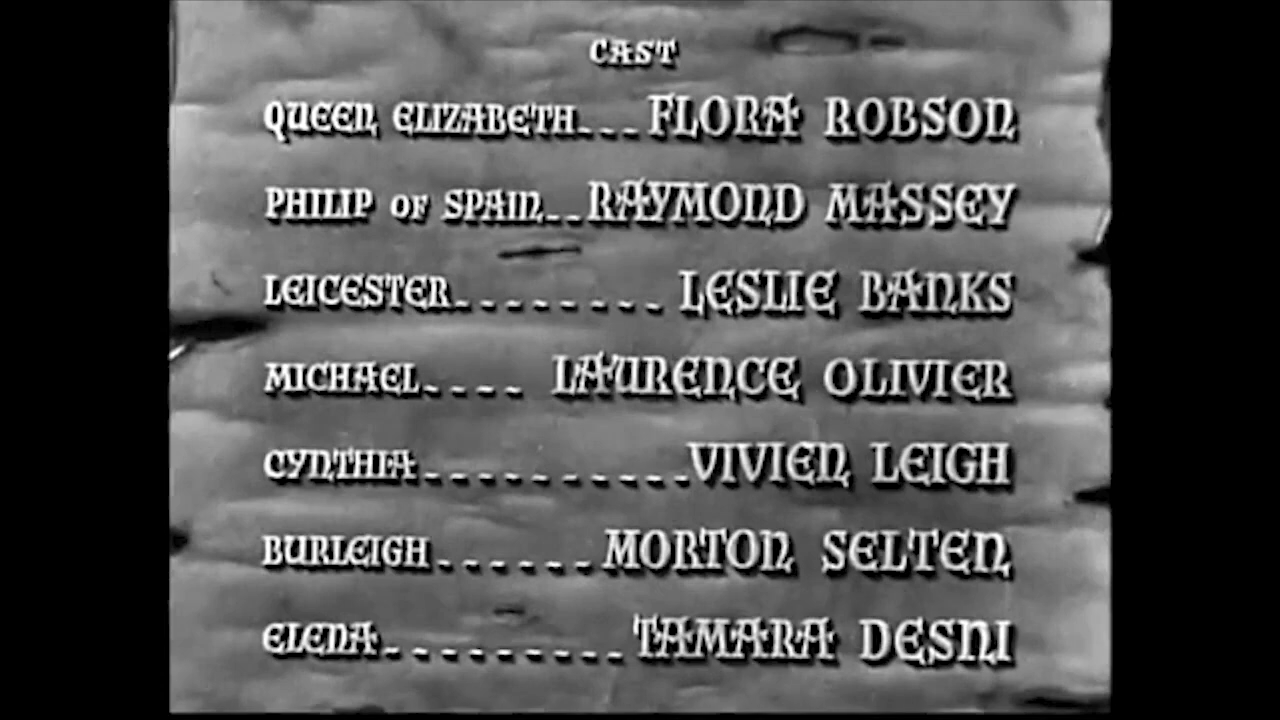 CAST
QUEEN ELIZABETH...FLORA ROBSON
PHILIP OF SPAIN..RAYMOND MASSEY
LEICESTER........LESLIE BANKS
MICHAEL....LAURENCE OLIVIER
CYNTHIA...........VIVIEN LEIGH
BURLEIGH......MORTON SELTEN
ELENA.........TAMARA DESNI